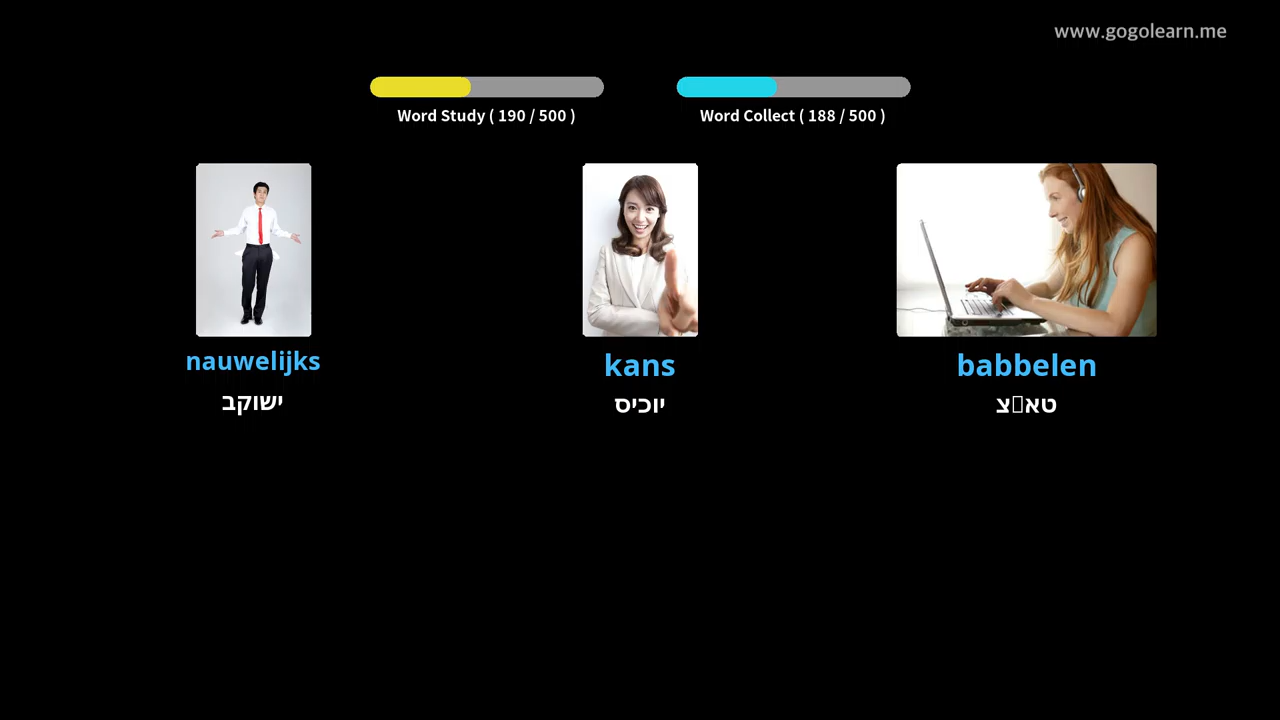 www.gogolearn.me
Word Study ( 190 / 500 )
Word Collect ( 188 / 500 )
nauwelijks
ישוקב
kans
יוכיס
babbelen